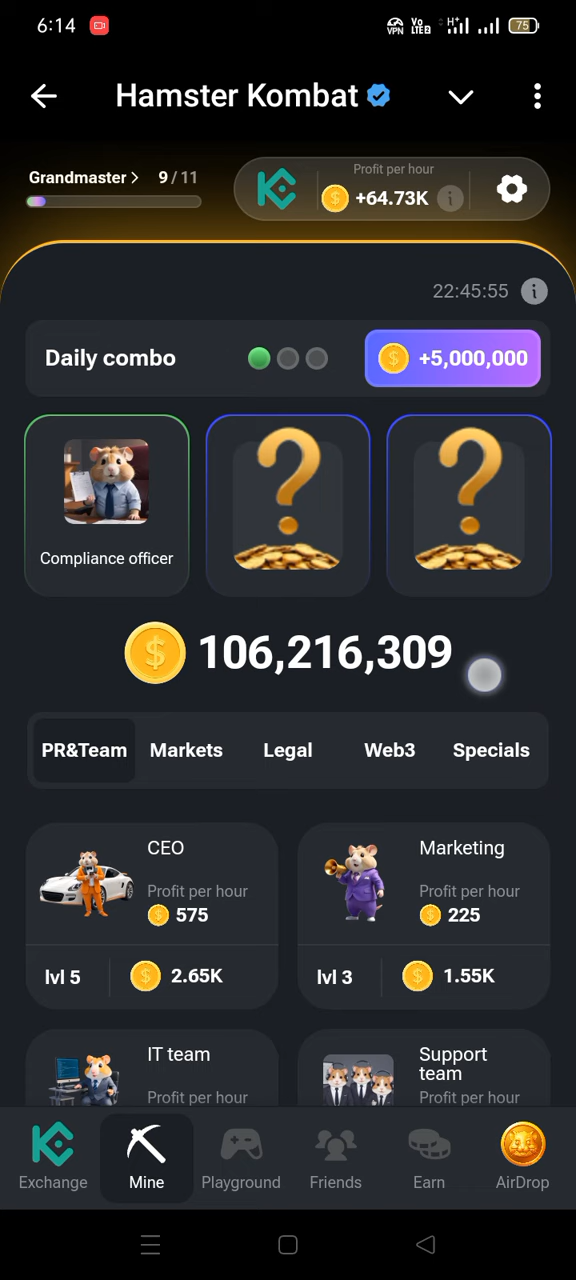 6:14
VPN Vo LTE2 H+ 75
Hamster Kombat
Grandmaster > 9 / 11
Profit per hour
+64.73K
22:45:55
Daily combo
+5,000,000
Compliance officer
106,216,309
PR&Team Markets Legal Web3 Specials
CEO
Profit per hour
575
lvl 5 2.65K
Marketing
Profit per hour
225
lvl 3 1.55K
IT team
Profit per hour
Support
team
Profit per hour
Exchange Mine Playground Friends Earn AirDrop